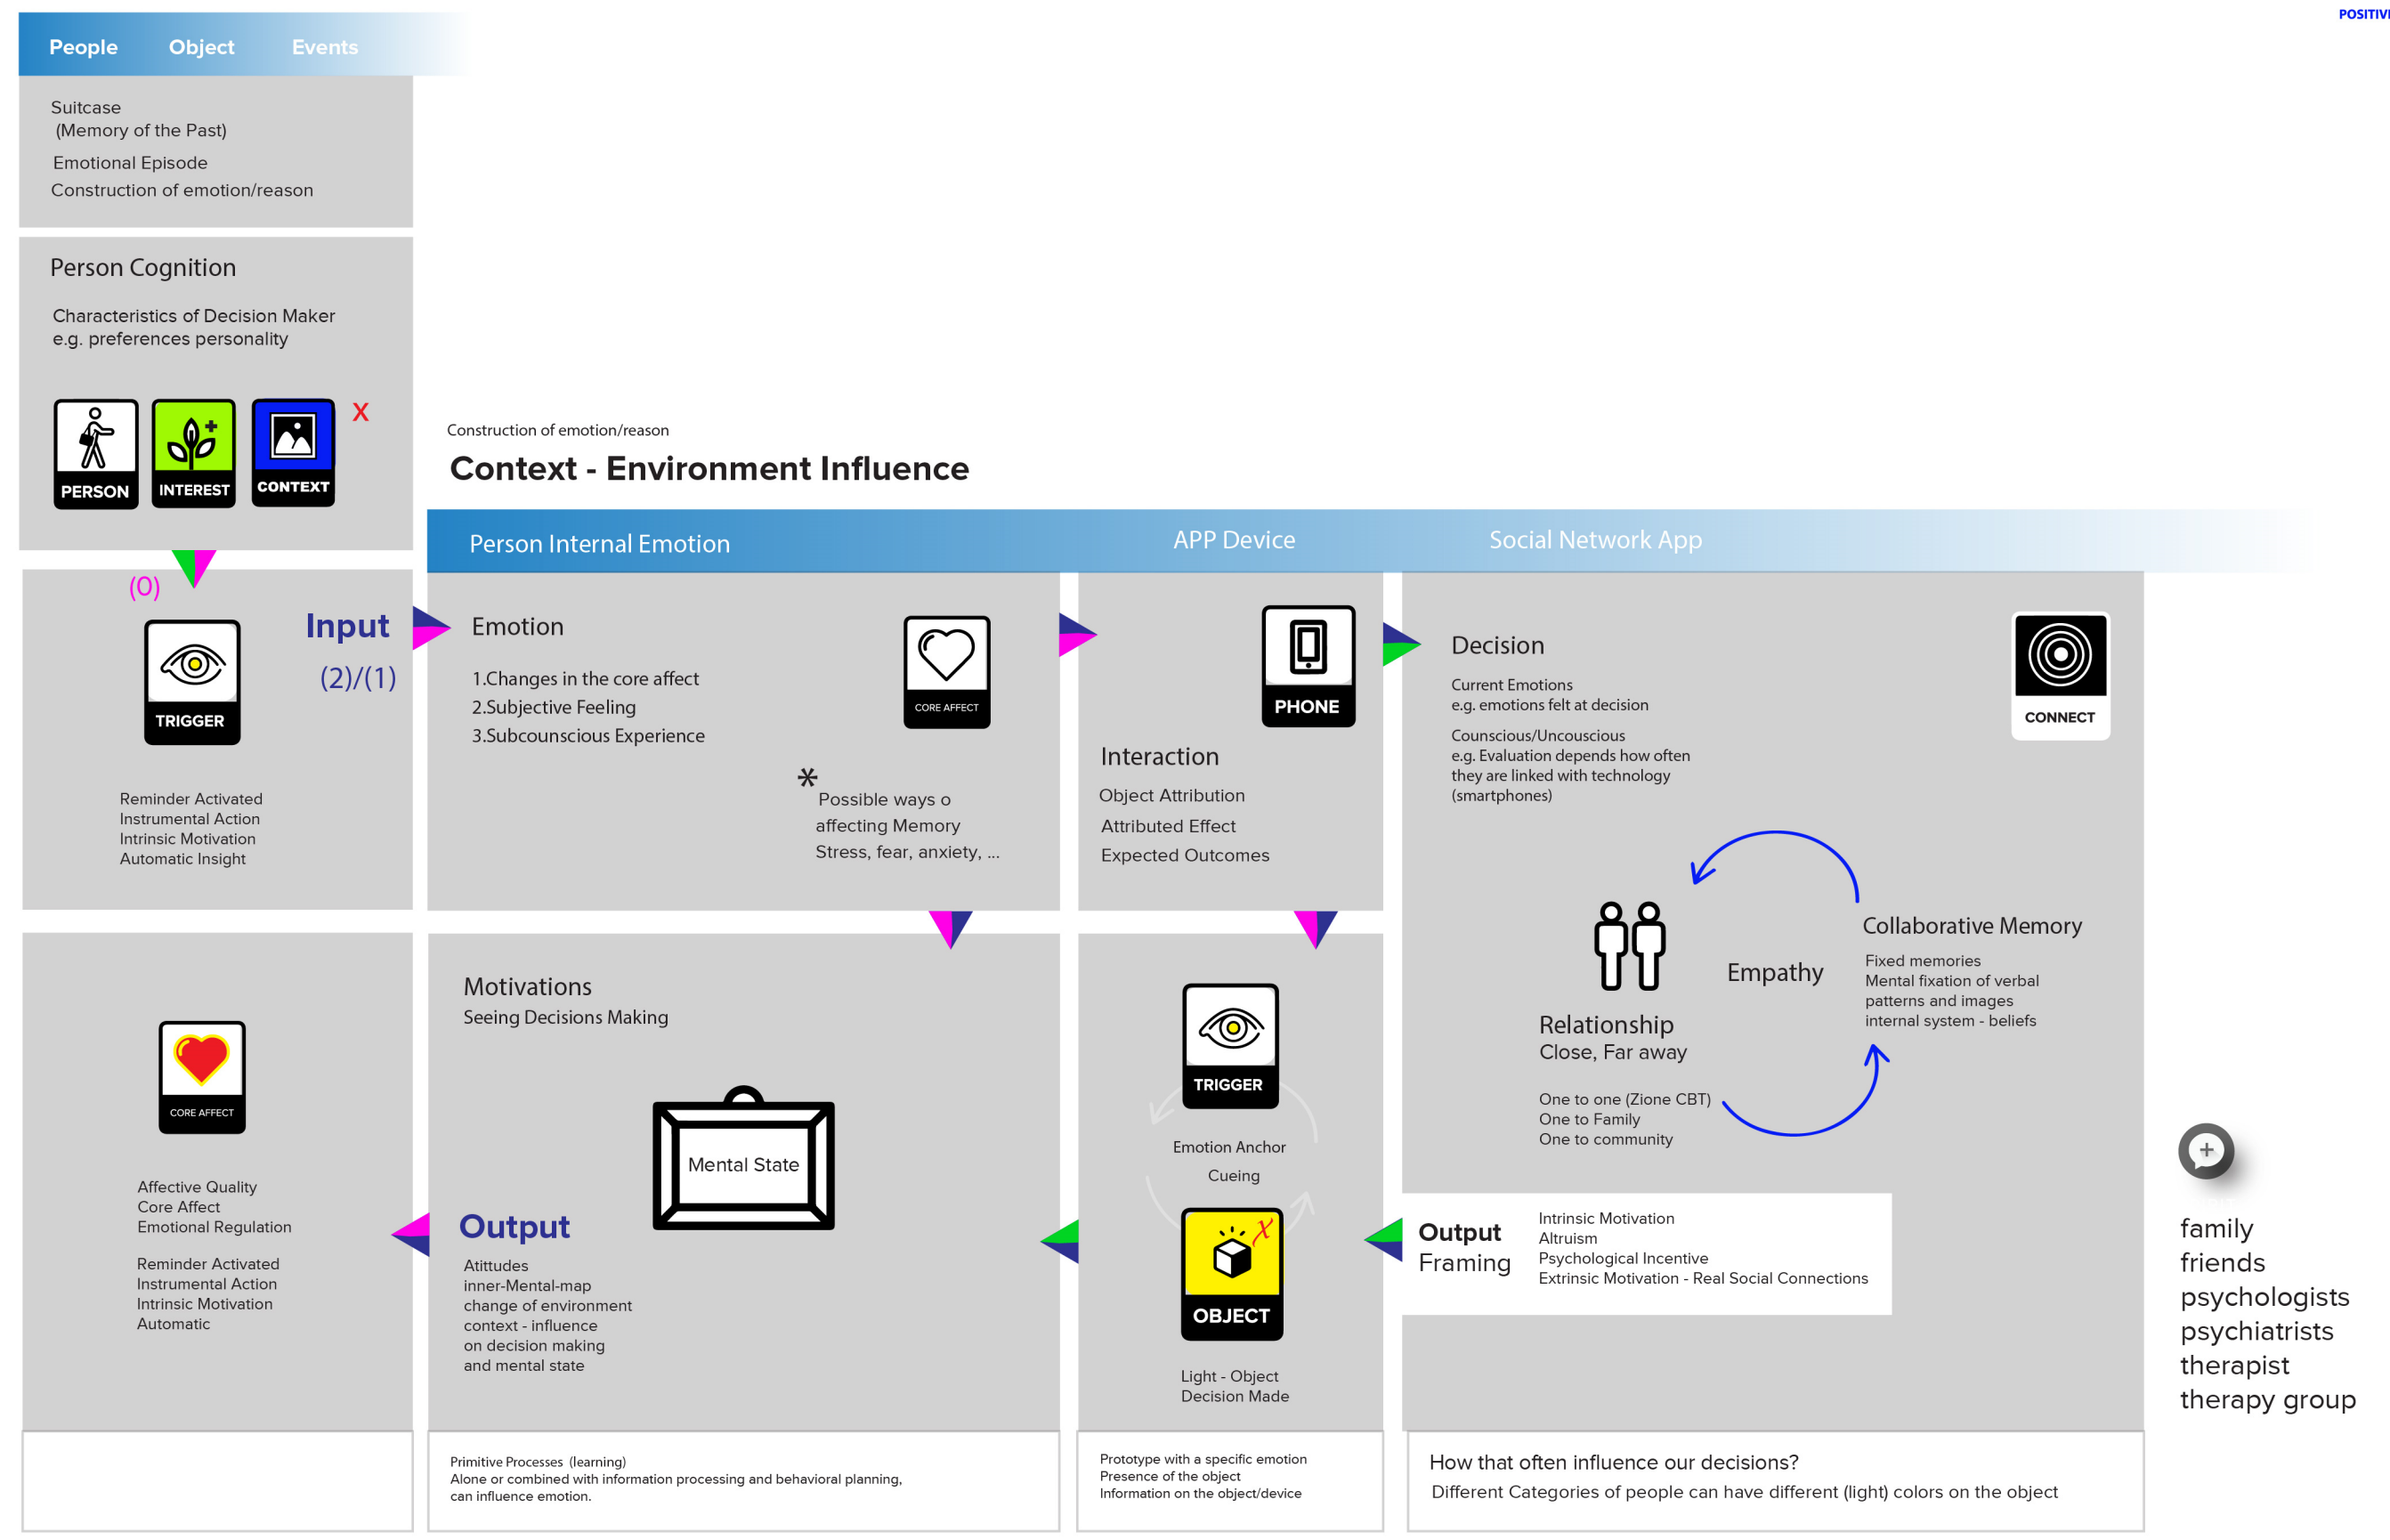 POSITIV
People Object Events
Suitcase
(Memory of the Past)
Emotional Episode
Construction of emotion/reason
Person Cognition
Characteristics of Decision Maker
e.g. preferences personality
PERSON
INTEREST
CONTEXT
X
Construction of emotion/reason
Context - Environment Influence
Person Internal Emotion
APP Device
Social Network App
(0)
TRIGGER
Input
(2)/(1)
Reminder Activated
Instrumental Action
Intrinsic Motivation
Automatic Insight
Emotion
1.Changes in the core affect
2.Subjective Feeling
3.Subcounscious Experience
CORE AFFECT
*
Possible ways o
affecting Memory
Stress, fear, anxiety, ...
PHONE
Interaction
Object Attribution
Attributed Effect
Expected Outcomes
Decision
Current Emotions
e.g. emotions felt at decision
Counscious/Uncouscious
e.g. Evaluation depends how often
they are linked with technology
(smartphones)
CONNECT
Collaborative Memory
Fixed memories
Mental fixation of verbal
patterns and images
internal system - beliefs
Empathy
Relationship
Close, Far away
One to one (Zione CBT)
One to Family
One to community
Output
Framing
Intrinsic Motivation
Altruism
Psychological Incentive
Extrinsic Motivation - Real Social Connections
CORE AFFECT
Affective Quality
Core Affect
Emotional Regulation
Reminder Activated
Instrumental Action
Intrinsic Motivation
Automatic
Motivations
Seeing Decisions Making
Mental State
Output
Atittudes
inner-Mental-map
change of environment
context - influence
on decision making
and mental state
TRIGGER
Emotion Anchor
Cueing
X
OBJECT
Light - Object
Decision Made
family
friends
psychologists
psychiatrists
therapist
therapy group
Primitive Processes (learning)
Alone or combined with information processing and behavioral planning,
can influence emotion.
Prototype with a specific emotion
Presence of the object
Information on the object/device
How that often influence our decisions?
Different Categories of people can have different (light) colors on the object